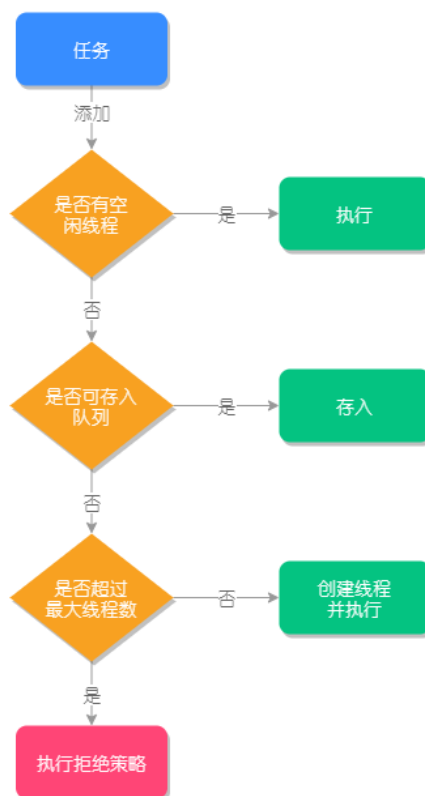 任务
添加
是否有空
闲线程
是
执行
否
是否可存入
队列
是
存入
否
是否超过
最大线程数
否
创建线程
并执行
是
执行拒绝策略